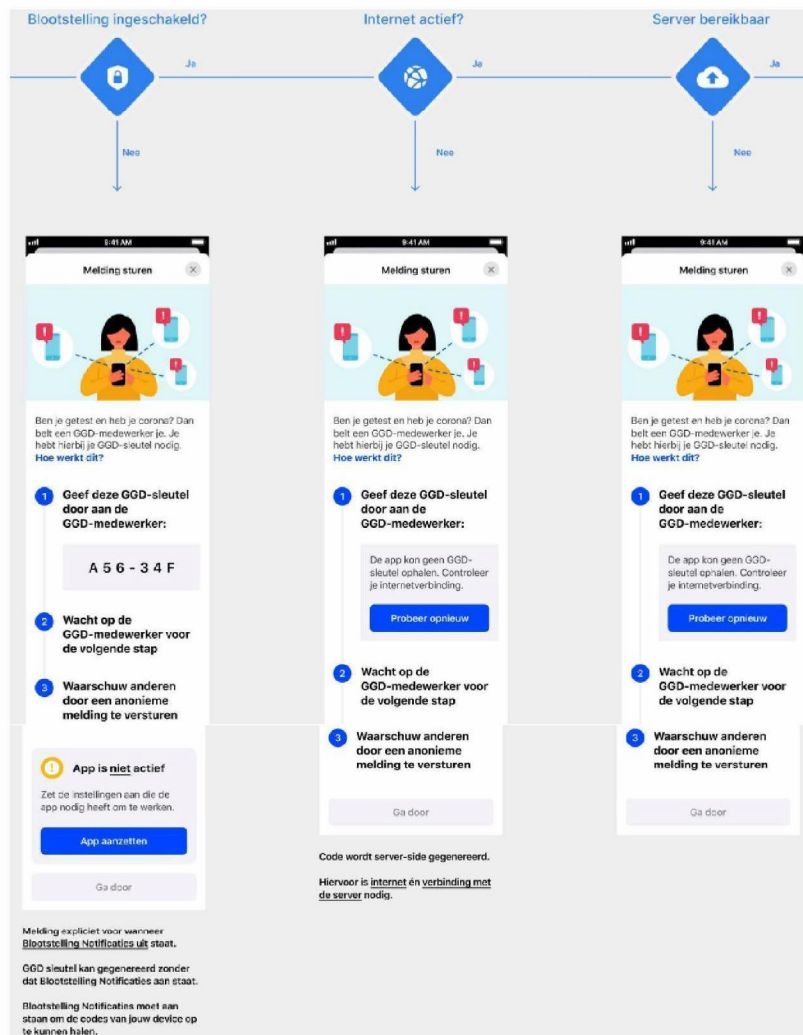 Blootstelling ingeschakeld?
Ja
Nee
9:41 AM
Melding sturen
Ben je getest en heb je corona? Dan
belt een GGD-medewerker je. Je
hebt hierbij je GGD-sleutel nodig.
Hoe werkt dit?
1 Geef deze GGD-sleutel
door aan de
GGD-medewerker:
A56-34F
2 Wacht op de
GGD-medewerker voor
de volgende stap
3 Waarschuw anderen
door een anonieme
melding te versturen
App is niet actief
Zet de instellingen aan die de
app nodig heeft om te werken.
App aanzetten
Ga door
Melding expliciet voor wanneer
Blootstelling Notificaties uit staat.
GGD sleutel kan gegenereerd zonder
dat Blootstelling Notificaties aan staat.
Blootstelling Notificaties moet aan
staan om de codes van jouw device op
te kunnen halen.
Internet actief?
Ja
Nee
9:41 AM
Melding sturen
Ben je getest en heb je corona? Dan
belt een GGD-medewerker je. Je
hebt hierbij je GGD-sleutel nodig.
Hoe werkt dit?
1 Geef deze GGD-sleutel
door aan de
GGD-medewerker:
De app kon geen GGD-
sleutel ophalen. Controleer
je internetverbinding.
Probeer opnieuw
2 Wacht op de
GGD-medewerker voor
de volgende stap
3 Waarschuw anderen
door een anonieme
melding te versturen
Ga door
Code wordt server-side gegenereerd.
Hiervoor is internet én verbinding met
de server nodig.
Server bereikbaar
Ja
Nee
9:41 AM
Melding sturen
Ben je getest en heb je corona? Dan
belt een GGD-medewerker je. Je
hebt hierbij je GGD-sleutel nodig.
Hoe werkt dit?
1 Geef deze GGD-sleutel
door aan de
GGD-medewerker:
De app kon geen GGD-
sleutel ophalen. Controleer
je internetverbinding.
Probeer opnieuw
2 Wacht op de
GGD-medewerker voor
de volgende stap
3 Waarschuw anderen
door een anonieme
melding te versturen
Ga door